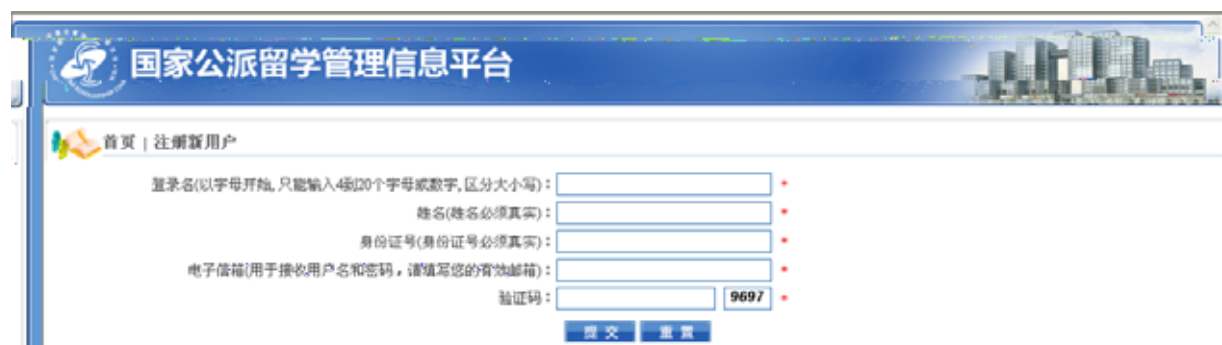 国家公派留学管理信息平台
首页 | 注册新用户
登录名(以字母开始,只能输入4到20个字母或数字,区分大小写)： *
姓名(姓名必须真实)： *
身份证号(身份证号必须真实)： *
电子信箱(用于接收用户名和密码，请填写您的有效邮箱)： *
验证码： 9697 *
提 交 重 置